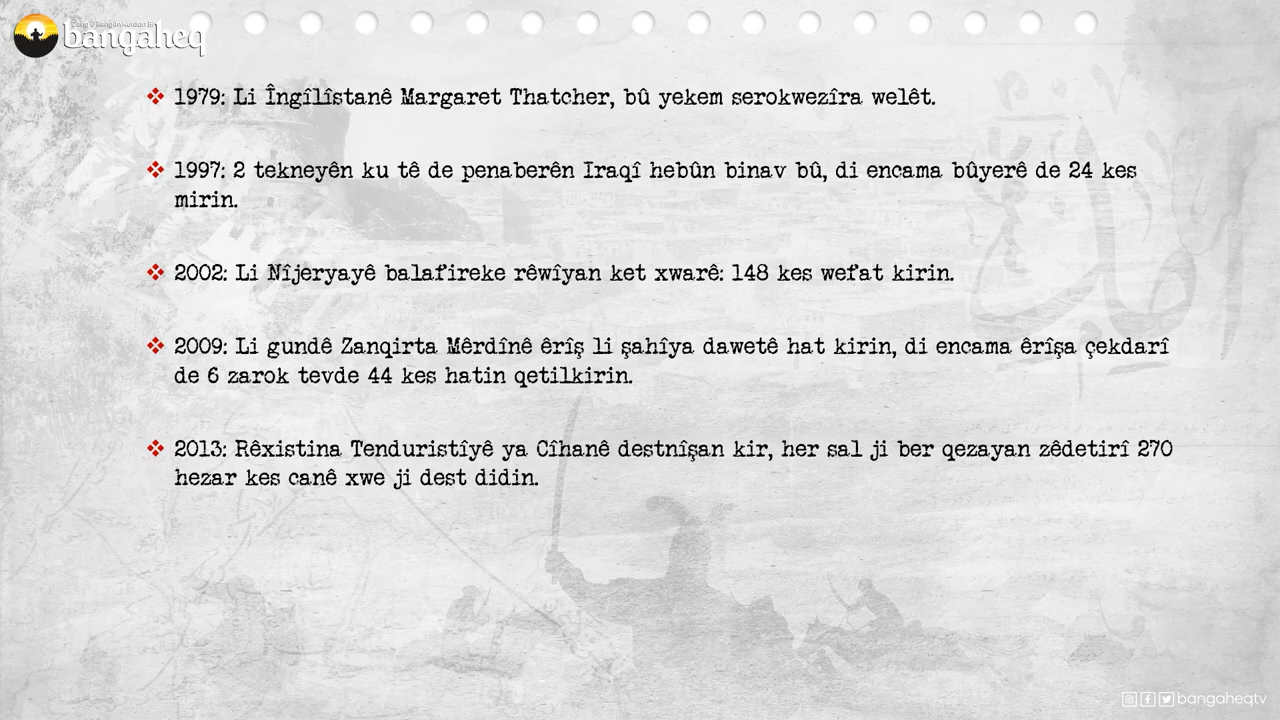 bangaheq
1979: Li Îngîlîstanê Margaret Thatcher, bû yekem serokwezîra welêt.
1997: 2 tekneyên ku tê de penaberên Iraqî hebûn binav bû, di encama bûyerê de 24 kes
mirin.
2002: Li Nîjeryayê balafireke rêwîyan ket xwarê: 148 kes wefat kirin.
2009: Li gundê Zanqirta Mêrdînê êrîş li şahîya dawetê hat kirin, di encama êrîşa çekdarî
de 6 zarok tevde 44 kes hatin qetilkirin.
2013: Rêxistina Tenduristîyê ya Cîhanê destnîşan kir, her sal ji ber qezayan zêdetirî 270
hezar kes canê xwe ji dest didin.
bangaheqtv